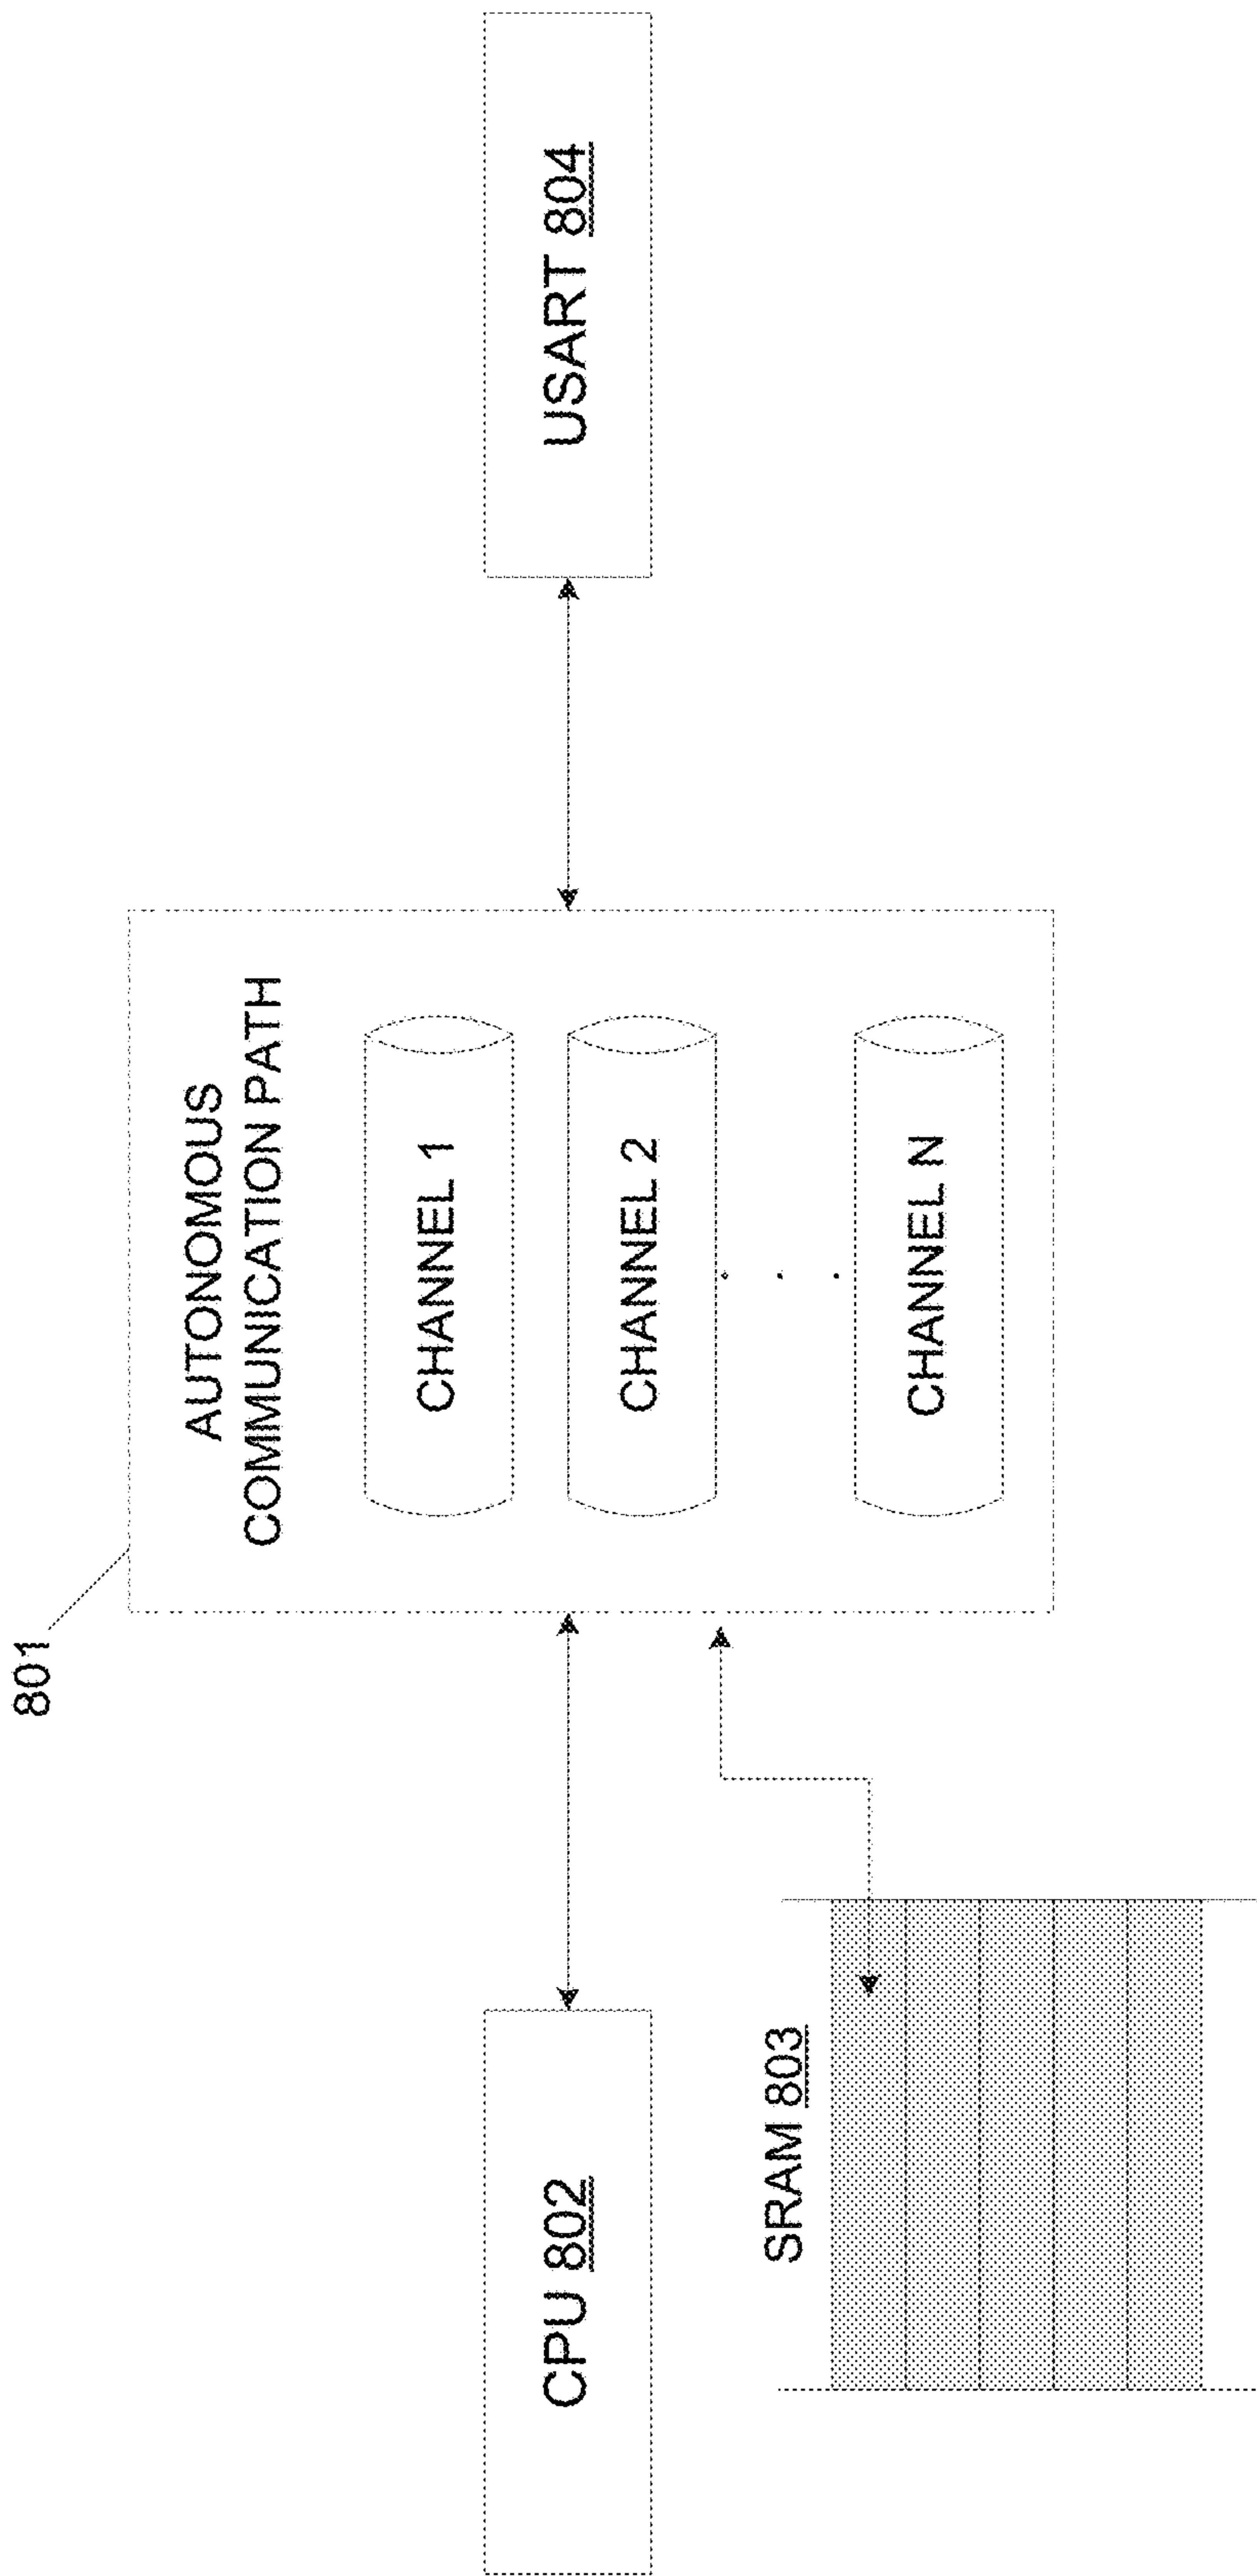 801
AUTONOMOUS
COMMUNICATION PATH
CPU 802
CHANNEL 1
USART 804
CHANNEL 2
SRAM 803
CHANNEL N